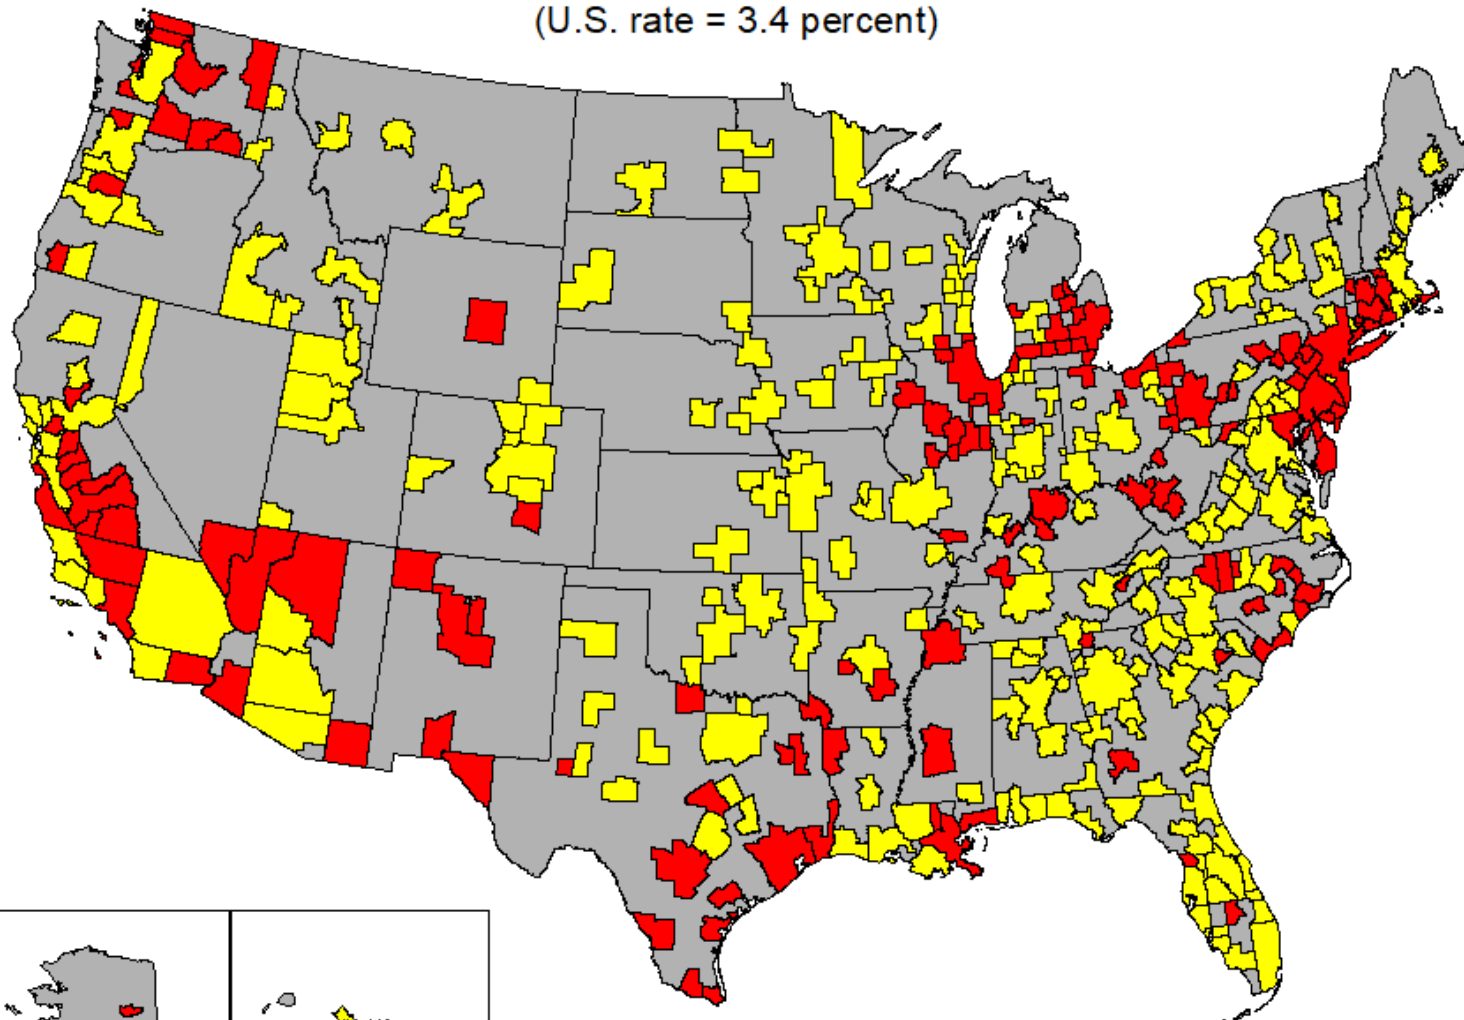 (U.S. rate = 3.4 percent)